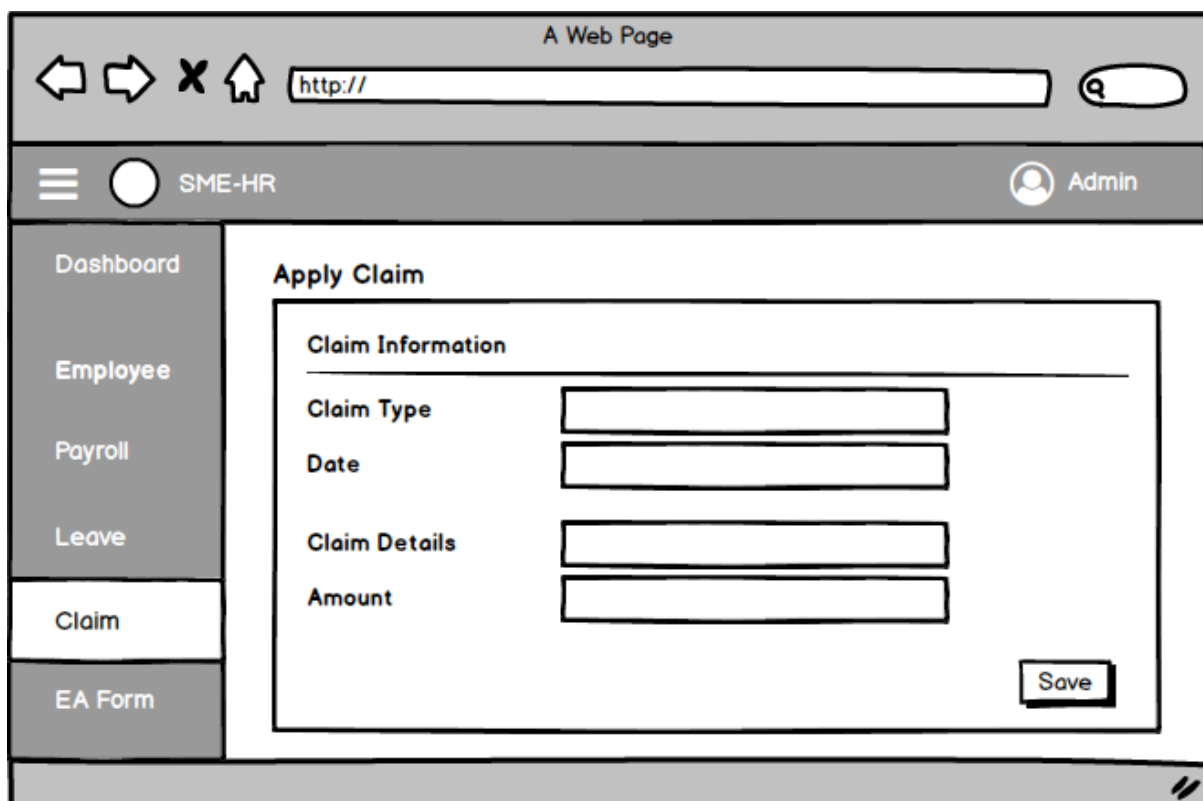 A Web Page
http://
SME-HR
Admin
Dashboard
Employee
Payroll
Leave
Claim
EA Form
Apply Claim
Claim Information
Claim Type
Date
Claim Details
Amount
Save